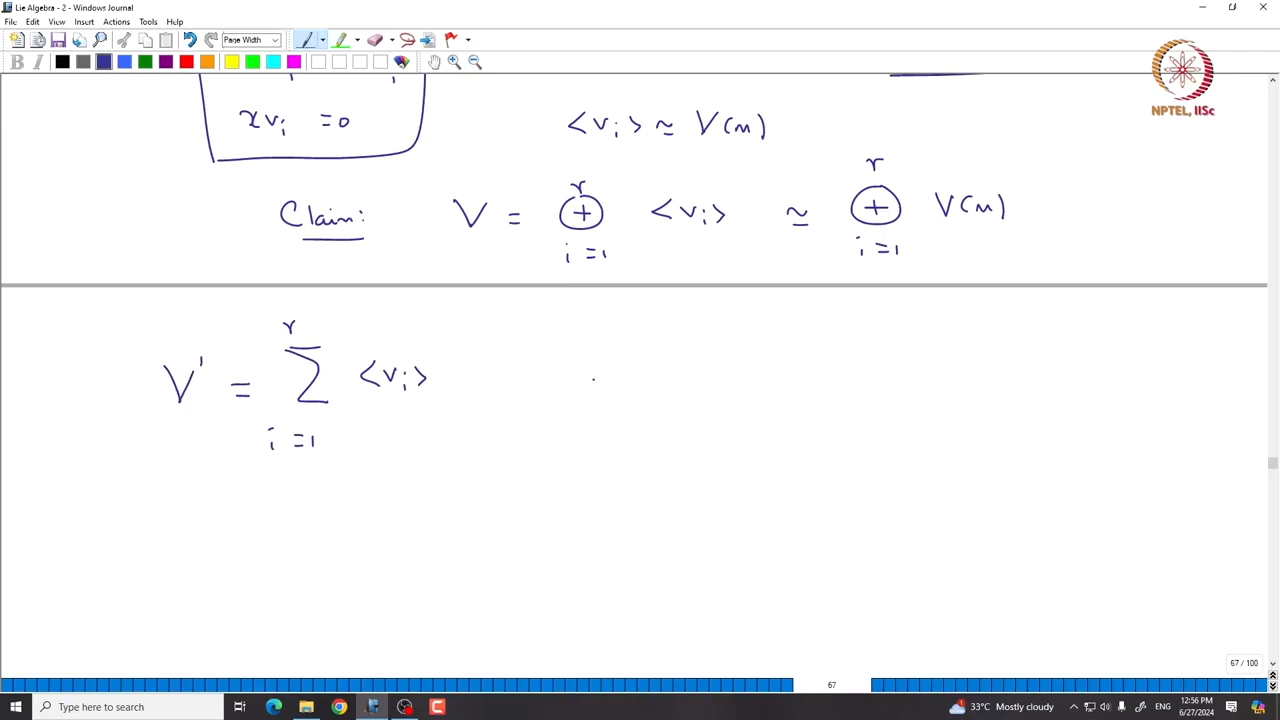 Lie Algebra - 2 - Windows Journal
File Edit View Insert Actions Tools Help
Page Width
B I
NPTEL, IISc
x v_i = 0
<v_i> ≃ V(n)
Claim: V = ⊕_{i=1}^{r} <v_i> ≃ ⊕_{i=1}^{r} V(n)
V' = Σ_{i=1}^{r} <v_i>
67 / 100
67
Type here to search
33°C Mostly cloudy
ENG
12:56 PM
6/27/2024